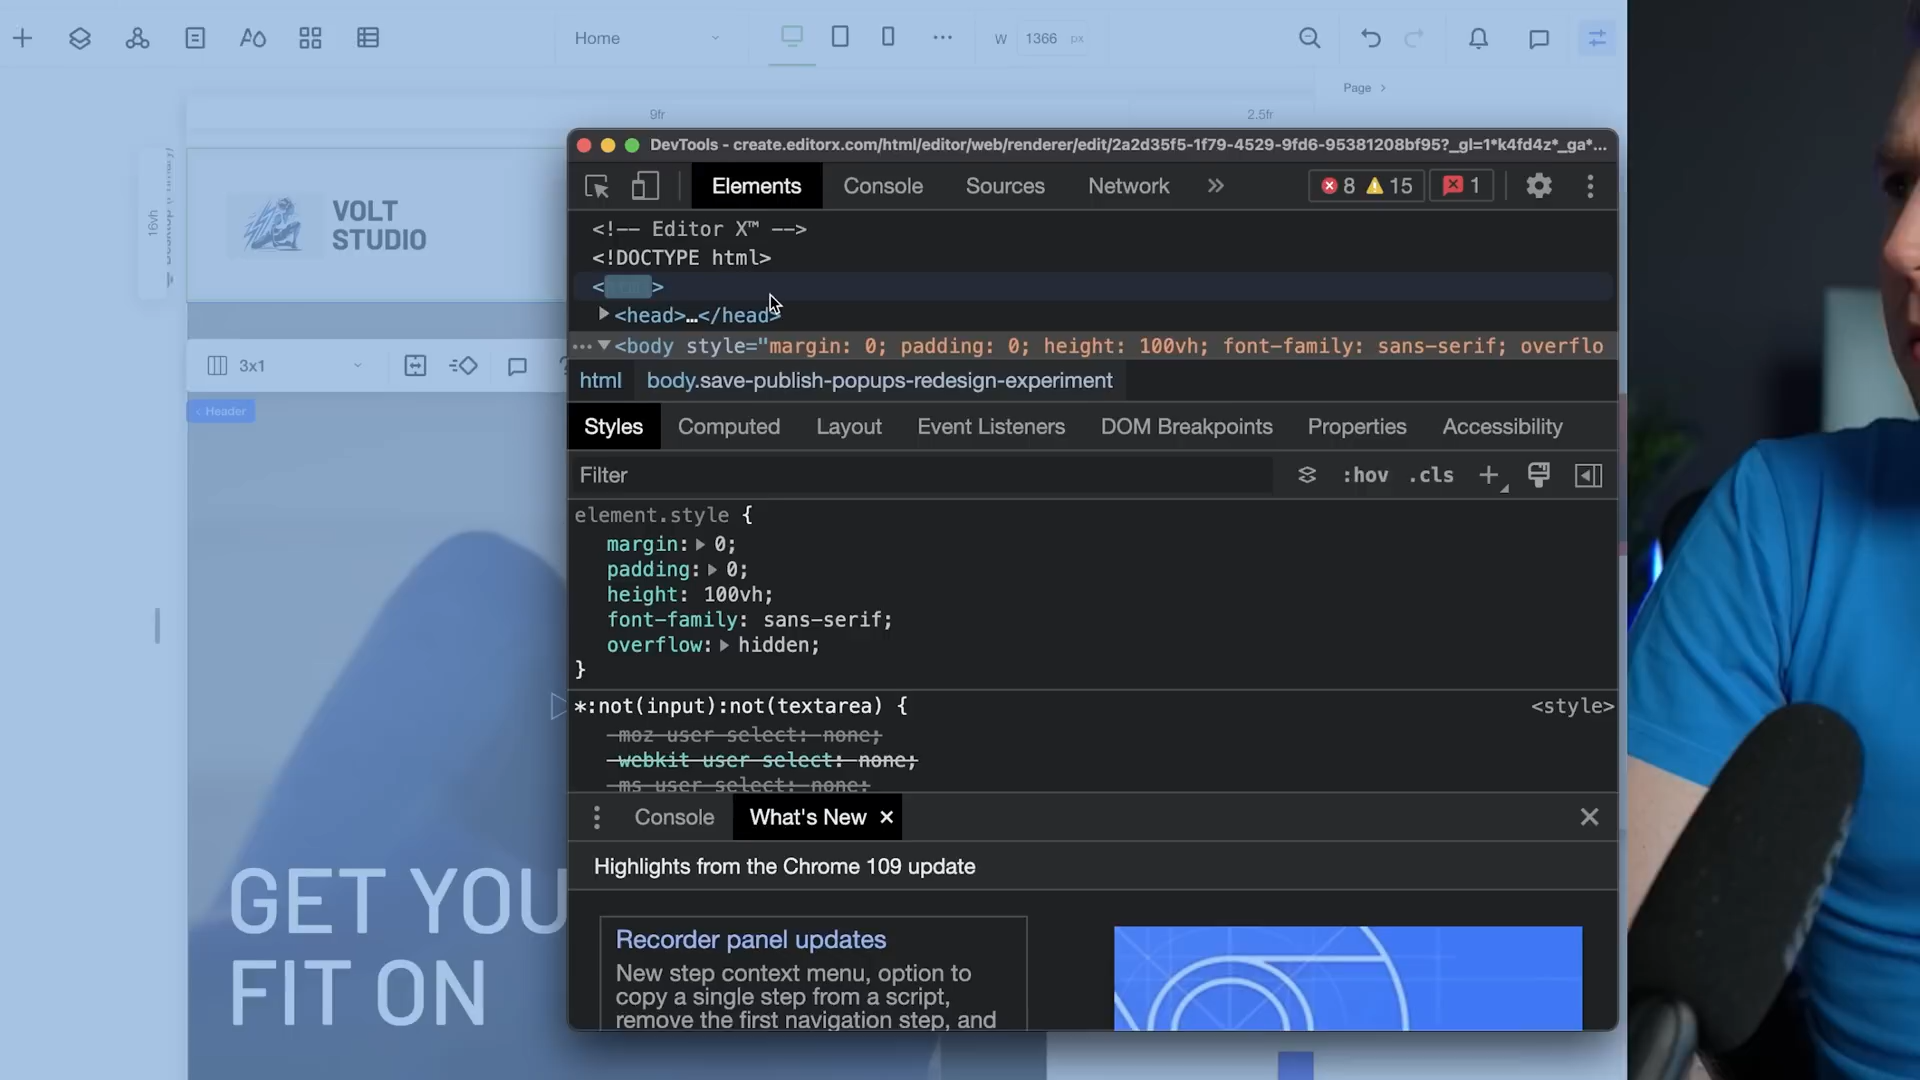 Home
W 1366 px
Page
9fr
2.5fr
16vh
VOLT
STUDIO
3x1
Header
GET YOU
FIT ON
DevTools - create.editorx.com/html/editor/web/renderer/edit/2a2d35f5-1f79-4529-9fd6-95381208bf95?_gl=1*k4fd4z*_ga*...
Elements Console Sources Network » 8 15 1
<!-- Editor X™ -->
<!DOCTYPE html>
< >
<head>…</head>
<body style="margin: 0; padding: 0; height: 100vh; font-family: sans-serif; overflo
html body.save-publish-popups-redesign-experiment
Styles Computed Layout Event Listeners DOM Breakpoints Properties Accessibility
Filter :hov .cls
element.style {
margin: 0;
padding: 0;
height: 100vh;
font-family: sans-serif;
overflow: hidden;
}
*:not(input):not(textarea) { <style>
-moz-user-select: none;
-webkit-user-select: none;
-ms-user-select: none;
Console What's New
Highlights from the Chrome 109 update
Recorder panel updates
New step context menu, option to
copy a single step from a script,
remove the first navigation step, and